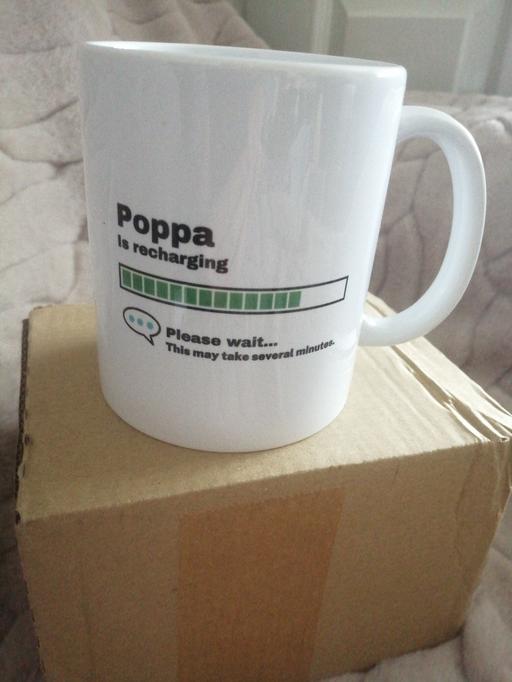 Poppa
is recharging
Please wait...
This may take several minutes.